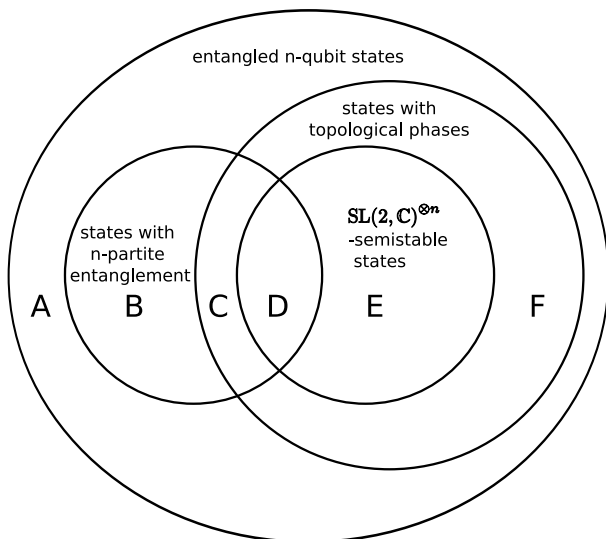 entangled n-qubit states
states with
topological phases
SL(2, ℂ)^⊗n
-semistable
states
states with
n-partite
entanglement
A B C D E F